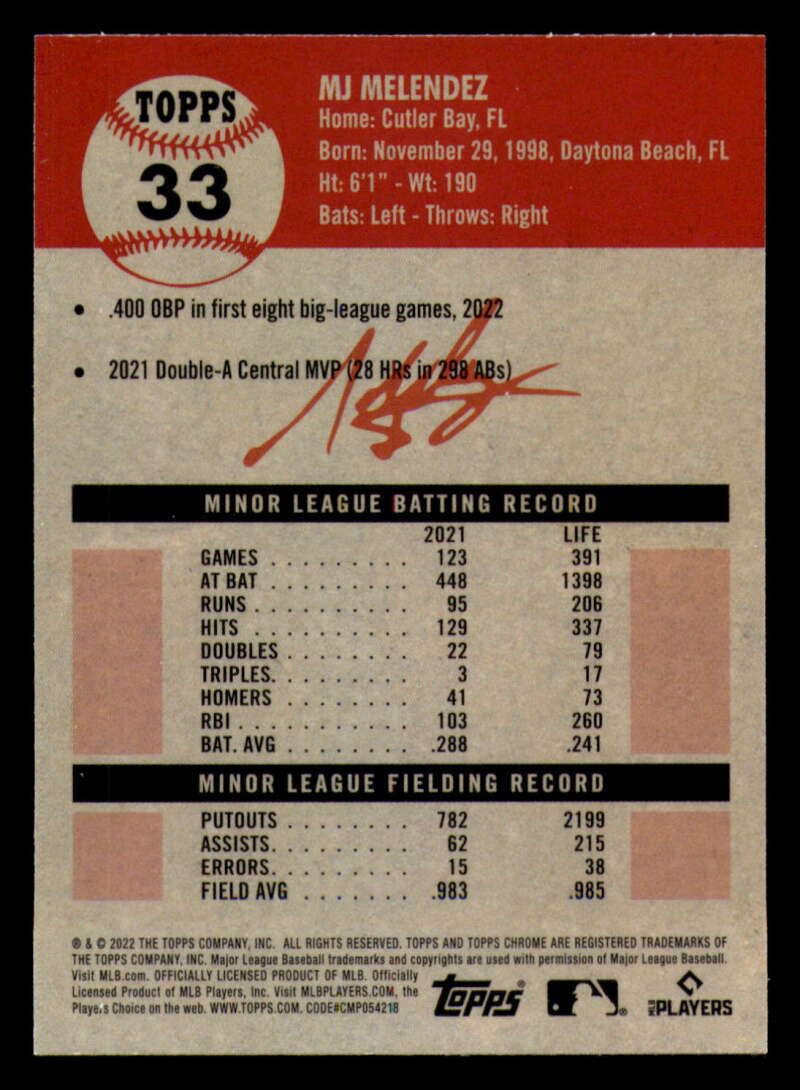 TOPPS
33
MJ MELENDEZ
Home: Cutler Bay, FL
Born: November 29, 1998, Daytona Beach, FL
Ht: 6'1" - Wt: 190
Bats: Left - Throws: Right
• .400 OBP in first eight big-league games, 2022
• 2021 Double-A Central MVP (28 HRs in 298 ABs)
MINOR LEAGUE BATTING RECORD
2021 LIFE
GAMES . . . . . . . . . 123 391
AT BAT . . . . . . . . . 448 1398
RUNS . . . . . . . . . . 95 206
HITS . . . . . . . . . . 129 337
DOUBLES . . . . . . . . 22 79
TRIPLES. . . . . . . . . 3 17
HOMERS . . . . . . . . 41 73
RBI . . . . . . . . . . . 103 260
BAT. AVG . . . . . . . . .288 .241
MINOR LEAGUE FIELDING RECORD
PUTOUTS . . . . . . . . 782 2199
ASSISTS. . . . . . . . . 62 215
ERRORS. . . . . . . . . 15 38
FIELD AVG . . . . . . . .983 .985
® & © 2022 THE TOPPS COMPANY, INC. ALL RIGHTS RESERVED. TOPPS AND TOPPS CHROME ARE REGISTERED TRADEMARKS OF
THE TOPPS COMPANY, INC. Major League Baseball trademarks and copyrights are used with permission of Major League Baseball.
Visit MLB.com. OFFICIALLY LICENSED PRODUCT OF MLB. Officially
Licensed Product of MLB Players, Inc. Visit MLBPLAYERS.COM, the
Players Choice on the web. WWW.TOPPS.COM. CODE#CMP054218
topps®
MLB PLAYERS